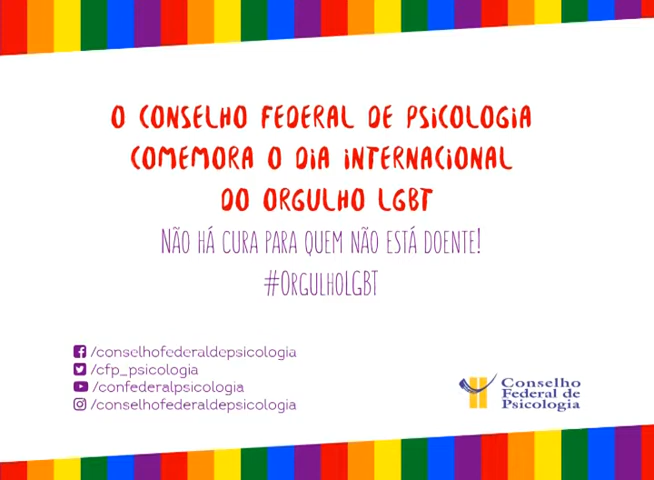 O CONSELHO FEDERAL DE PSICOLOGIA
COMEMORA O DIA INTERNACIONAL
DO ORGULHO LGBT
NÃO HÁ CURA PARA QUEM NÃO ESTÁ DOENTE!
#ORGULHOLGBT
/conselhofederaldepsicologia
/cfp_psicologia
/confederalpsicologia
/conselhofederaldepsicologia
Conselho
Federal de
Psicologia